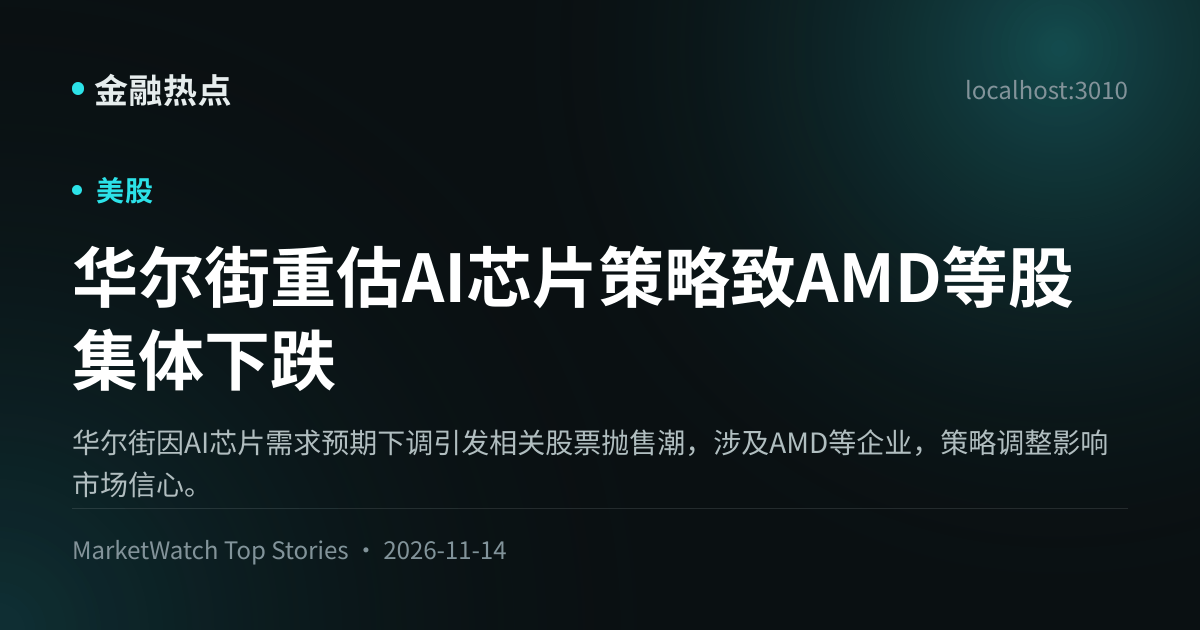 金融热点
localhost:3010
美股
华尔街重估AI芯片策略致AMD等股
集体下跌
华尔街因AI芯片需求预期下调引发相关股票抛售潮，涉及AMD等企业，策略调整影响
市场信心。
MarketWatch Top Stories · 2026-11-14